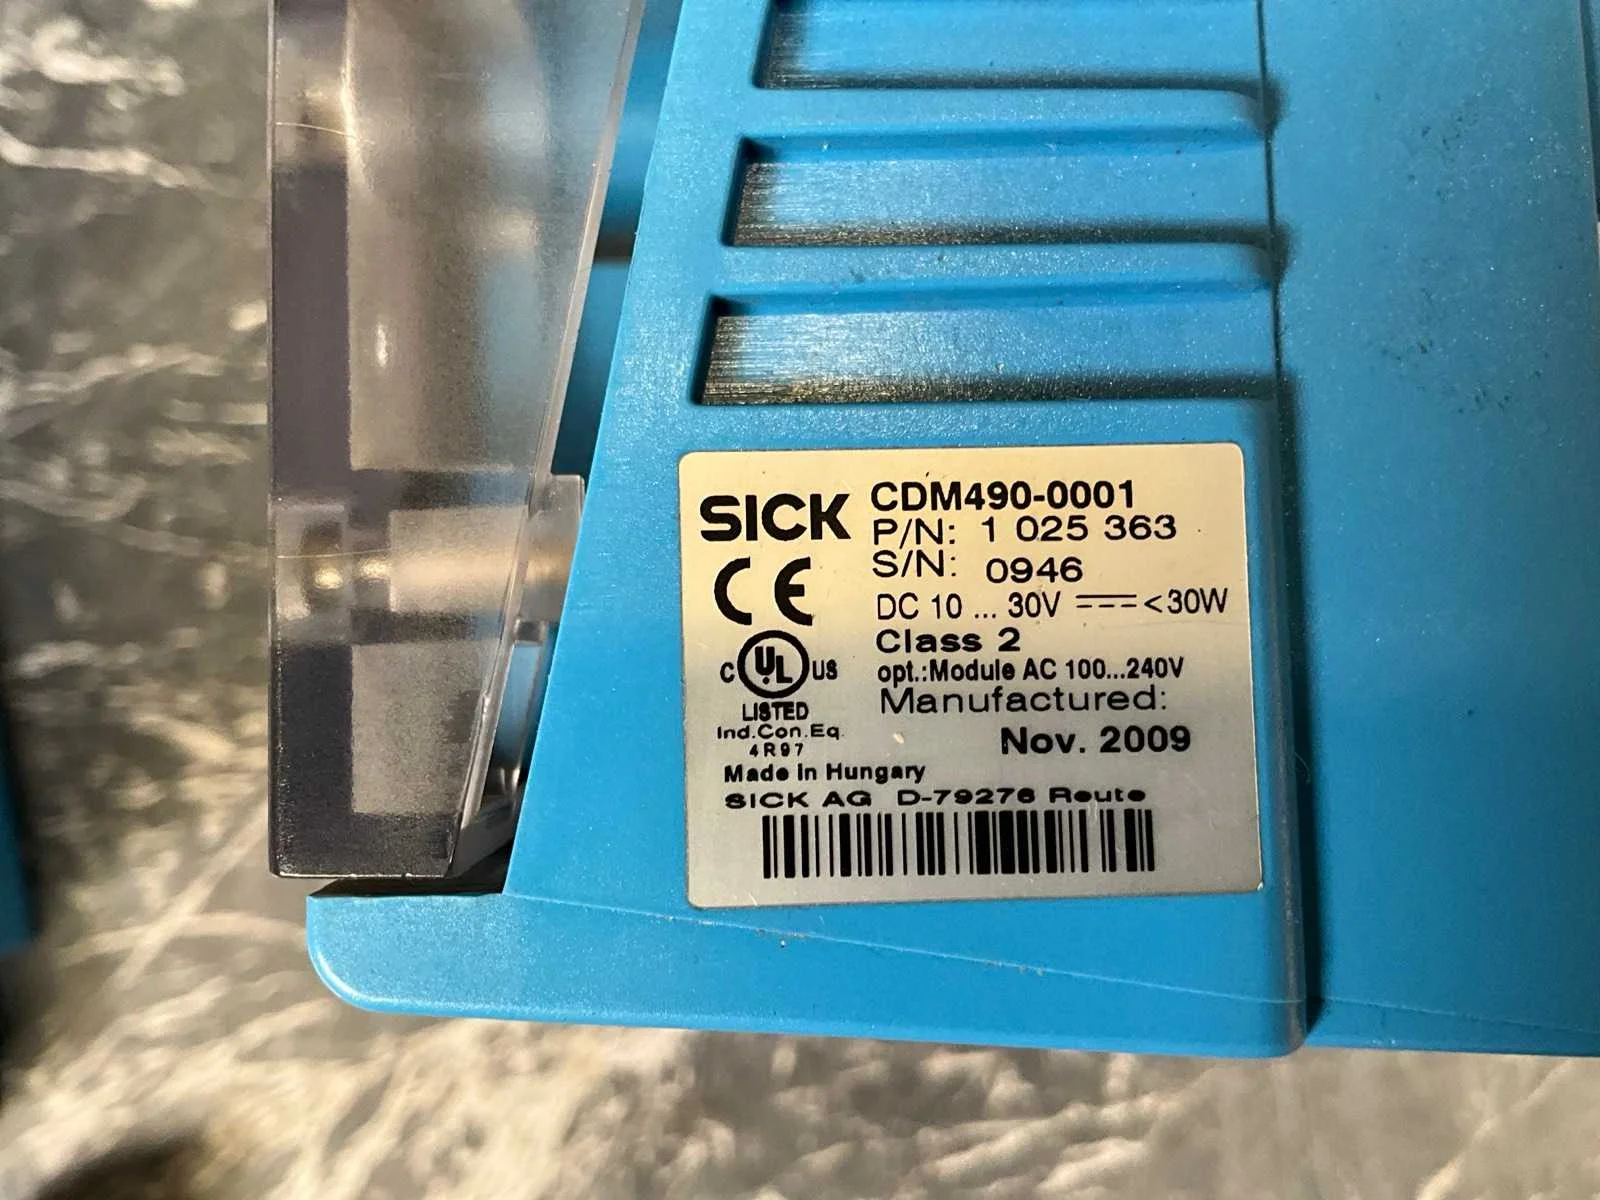 SICK
CDM490-0001
P/N: 1 025 363
S/N: 0946
DC 10 ... 30V ⎓ <30W
Class 2
opt.:Module AC 100...240V
Manufactured:
Nov. 2009
CE
C UL US
LISTED
Ind.Con.Eq.
4R97
Made in Hungary
SICK AG D-79276 Reute